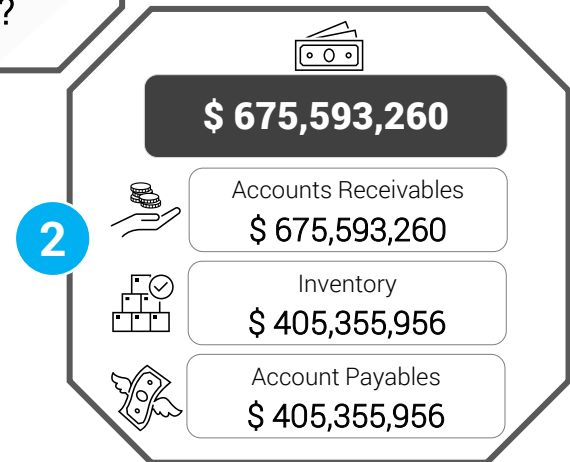 ?
$ 675,593,260
Accounts Receivables
$ 675,593,260
2
Inventory
$ 405,355,956
Account Payables
$ 405,355,956